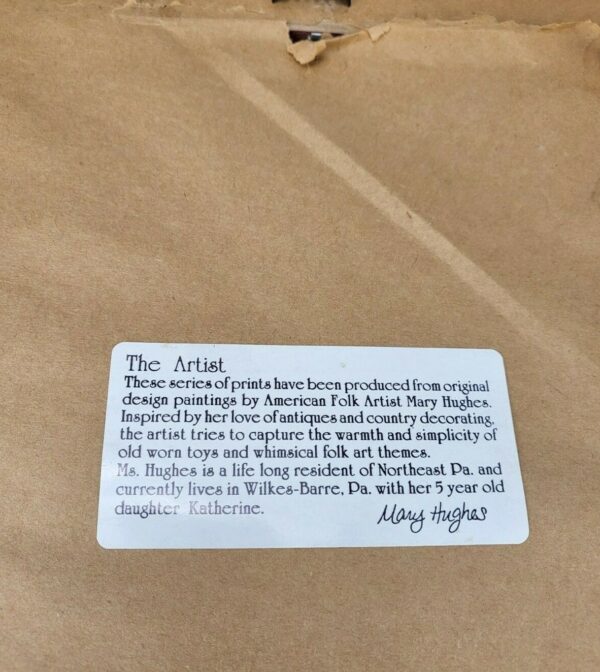 The Artist
These series of prints have been produced from original
design paintings by American Folk Artist Mary Hughes.
Inspired by her love of antiques and country decorating,
the artist tries to capture the warmth and simplicity of
old worn toys and whimsical folk art themes.
Ms. Hughes is a life long resident of Northeast Pa. and
currently lives in Wilkes-Barre, Pa. with her 5 year old
daughter Katherine.
Mary Hughes